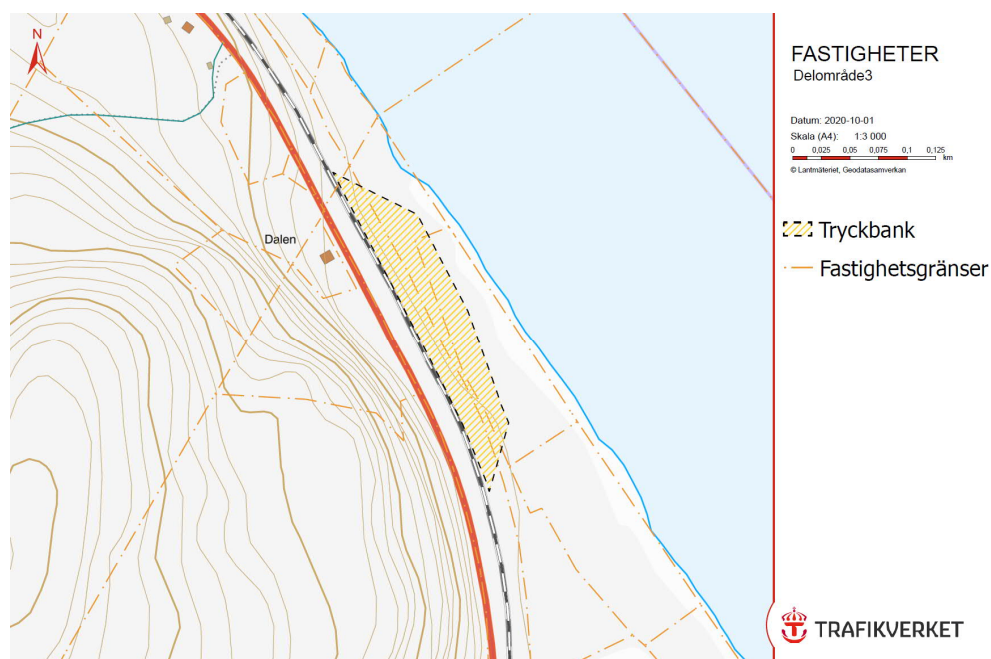 N
Dalen
FASTIGHETER
Delområde3
Datum: 2020-10-01
Skala (A4): 1:3 000
0 0,025 0,05 0,075 0,1 0,125
km
© Lantmäteriet, Geodatasamverkan
Tryckbank
Fastighetsgränser
TRAFIKVERKET